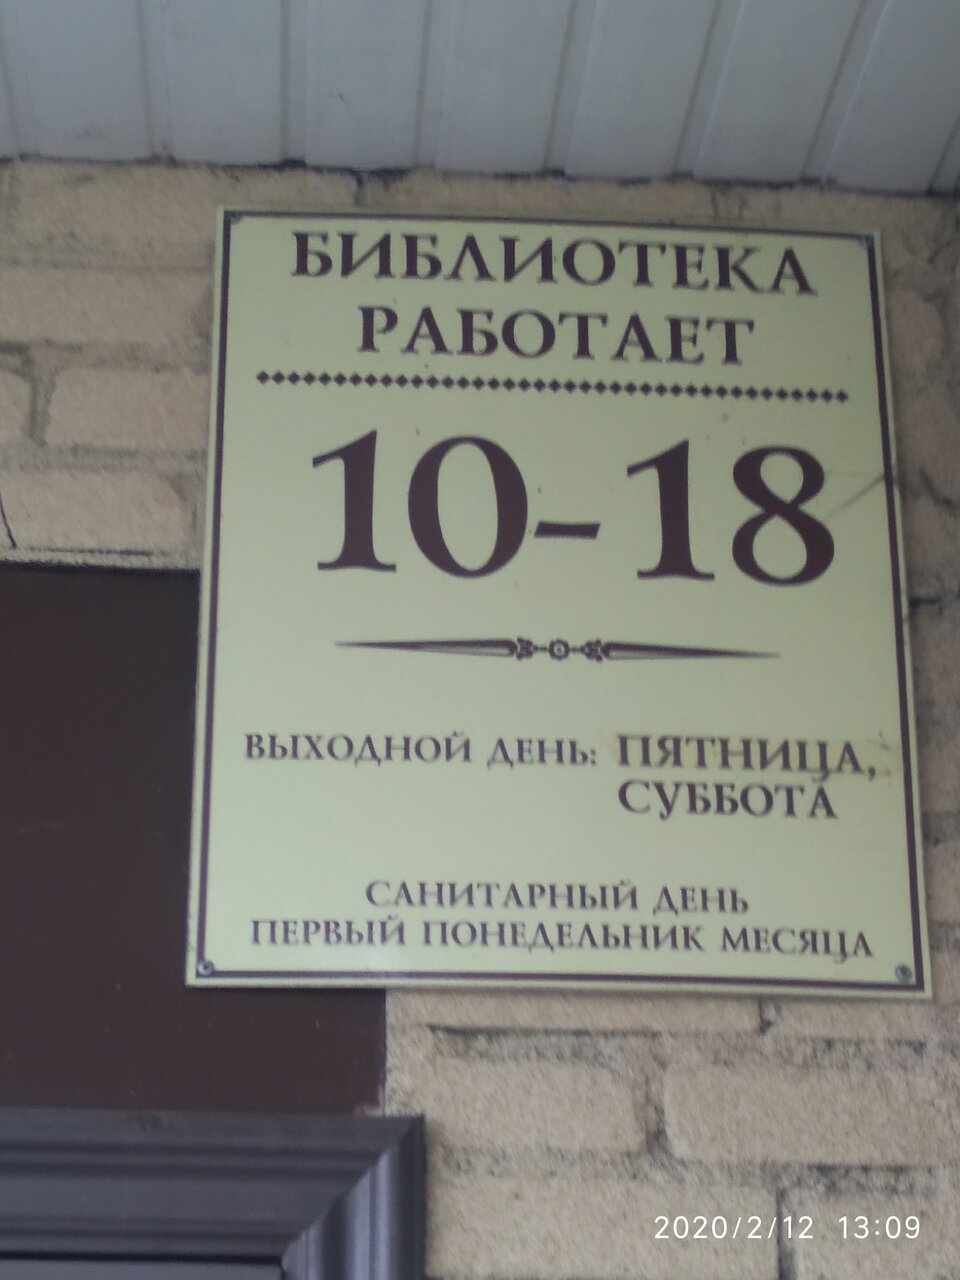 БИБЛИОТЕКА
РАБОТАЕТ
10-18
ВЫХОДНОЙ ДЕНЬ: ПЯТНИЦА,
СУББОТА
САНИТАРНЫЙ ДЕНЬ
ПЕРВЫЙ ПОНЕДЕЛЬНИК МЕСЯЦА
2020/2/12 13:09